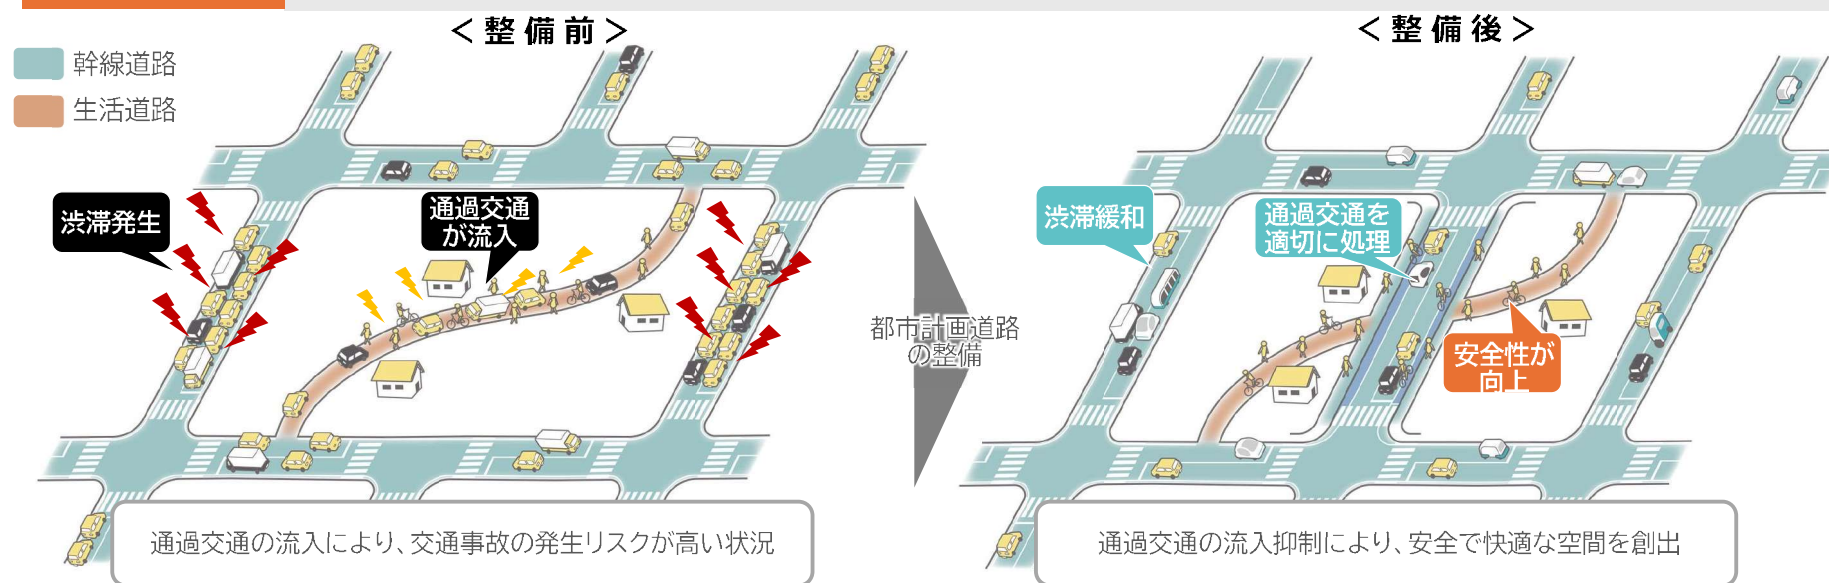 ＜整備前＞
＜整備後＞
幹線道路
生活道路
渋滞発生
通過交通
が流入
渋滞緩和
通過交通を
適切に処理
都市計画道路
の整備
安全性が
向上
通過交通の流入により、交通事故の発生リスクが高い状況
通過交通の流入抑制により、安全で快適な空間を創出